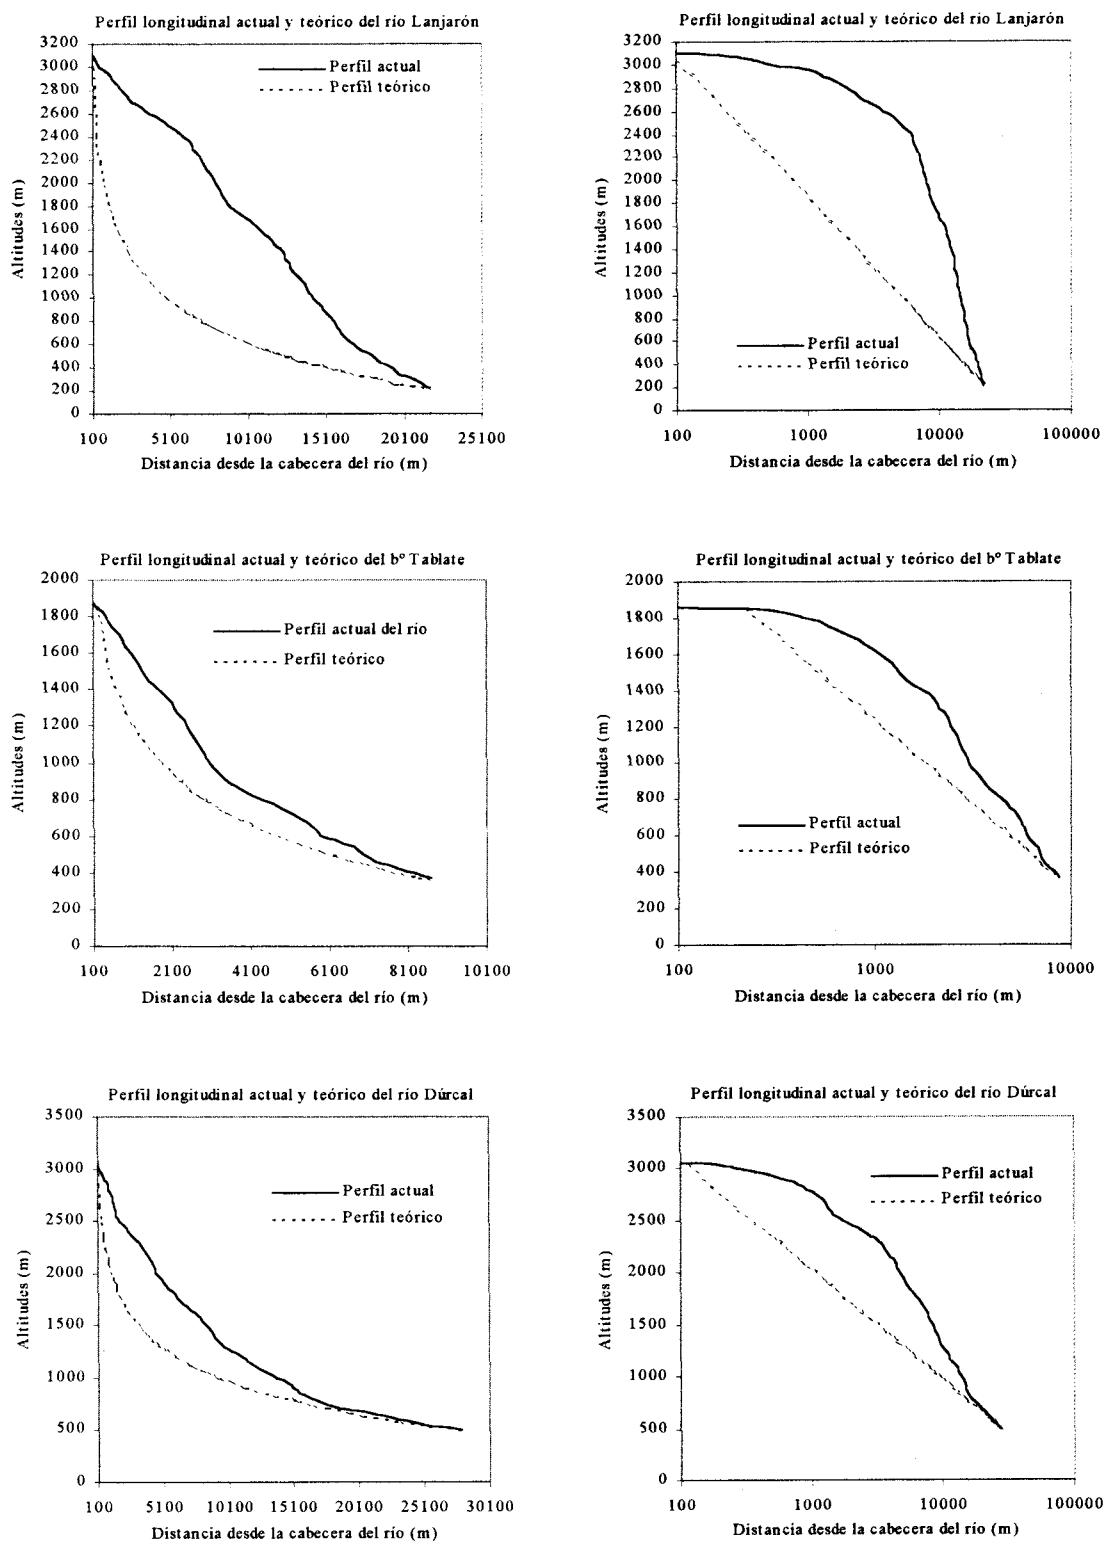 Perfil longitudinal actual y teórico del río Lanjarón
3200
3000
2800
2600
2400
2200
2000
1800
1600
1400
1200
1000
800
600
400
200
0
Altitudes (m)
Perfil actual
Perfil teórico
100 5100 10100 15100 20100 25100
Distancia desde la cabecera del río (m)
Perfil longitudinal actual y teórico del río Lanjarón
3200
3000
2800
2600
2400
2200
2000
1800
1600
1400
1200
1000
800
600
400
200
0
Altitudes (m)
Perfil actual
Perfil teórico
100 1000 10000 100000
Distancia desde la cabecera del río (m)
Perfil longitudinal actual y teórico del bº Tablate
2000
1800
1600
1400
1200
1000
800
600
400
200
0
Altitudes (m)
Perfil actual del río
Perfil teórico
100 2100 4100 6100 8100 10100
Distancia desde la cabecera del río (m)
Perfil longitudinal actual y teórico del bº Tablate
2000
1800
1600
1400
1200
1000
800
600
400
200
0
Altitudes (m)
Perfil actual
Perfil teórico
100 1000 10000
Distancia desde la cabecera del río (m)
Perfil longitudinal actual y teórico del río Dúrcal
3500
3000
2500
2000
1500
1000
500
0
Altitudes (m)
Perfil actual
Perfil teórico
100 5100 10100 15100 20100 25100 30100
Distancia desde la cabecera del río (m)
Perfil longitudinal actual y teórico del río Dúrcal
3500
3000
2500
2000
1500
1000
500
0
Altitudes (m)
Perfil actual
Perfil teórico
100 1000 10000 100000
Distancia desde la cabecera del río (m)